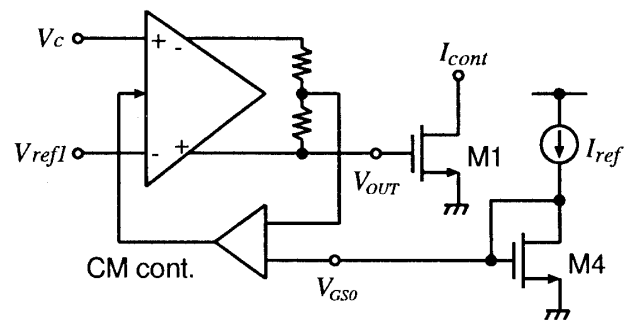 Vc
+ -
Icont
Vref1
- +
VOUT
M1
Iref
CM cont.
VGS0
M4